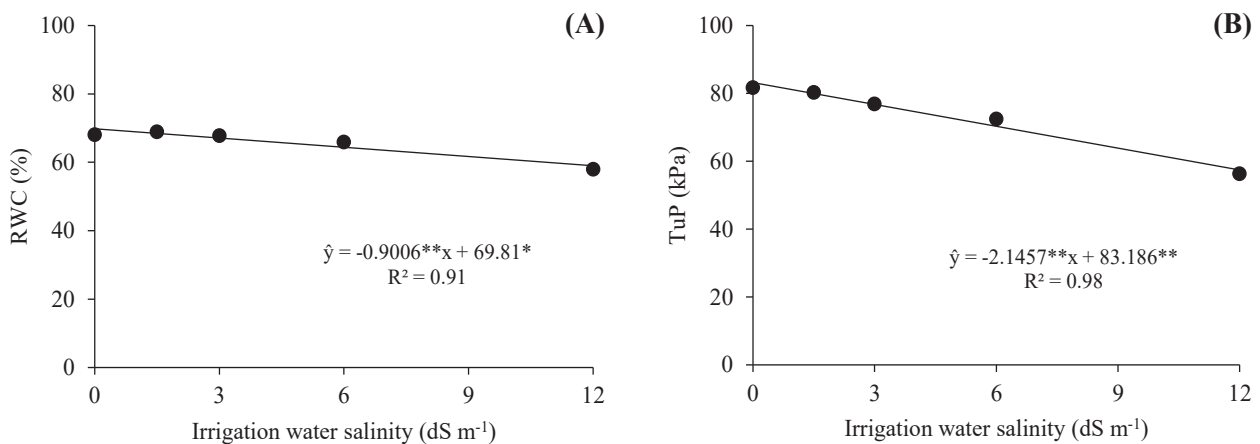 (A)
100
80
60
40
20
0
RWC (%)
ŷ = -0.9006**x + 69.81*
R² = 0.91
0 3 6 9 12
Irrigation water salinity (dS m⁻¹)
(B)
100
80
60
40
20
0
TuP (kPa)
ŷ = -2.1457**x + 83.186**
R² = 0.98
0 3 6 9 12
Irrigation water salinity (dS m⁻¹)